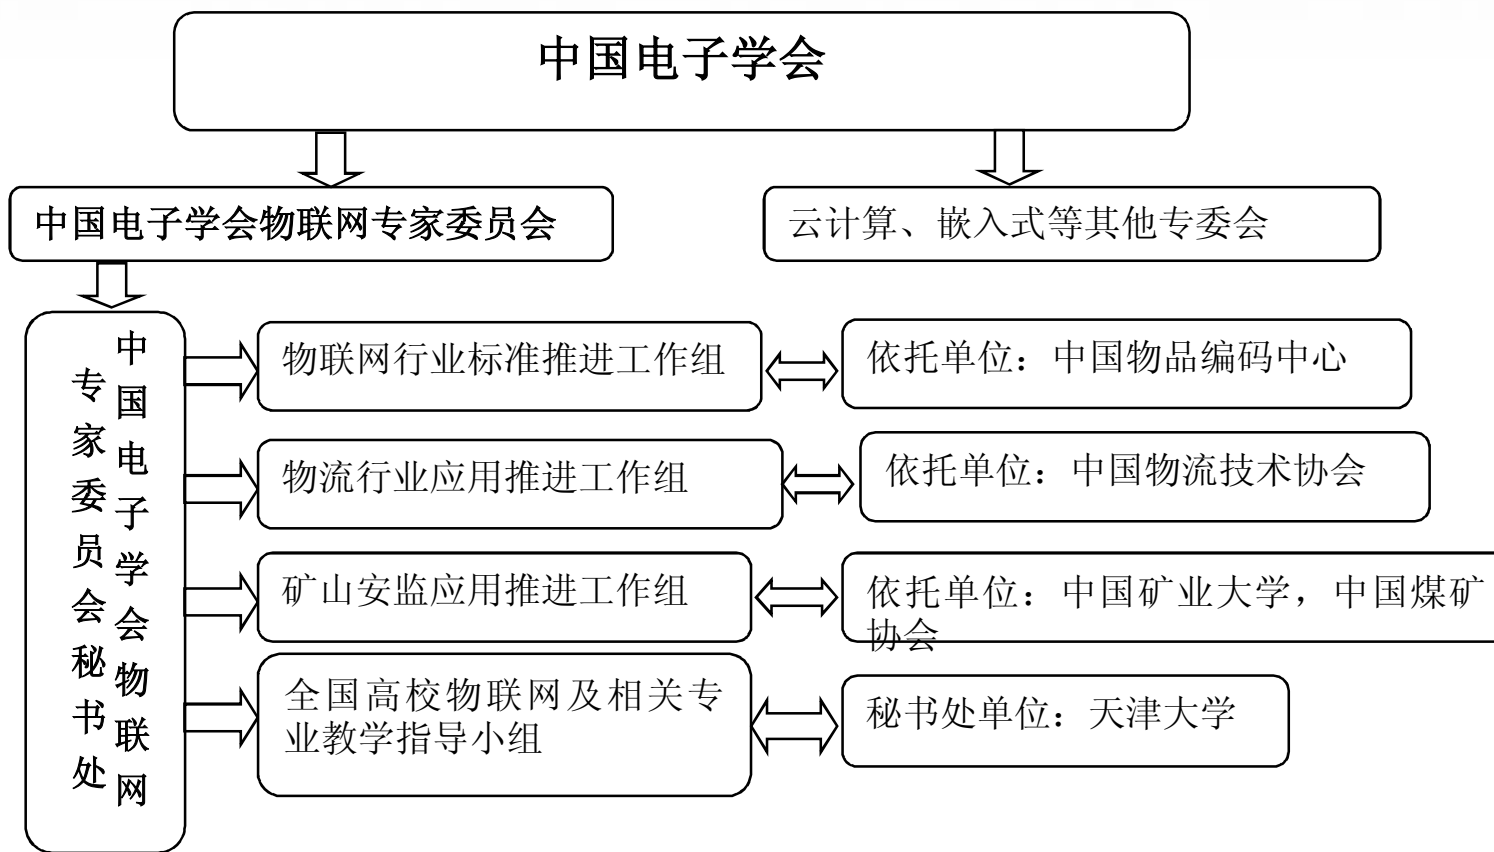 中国电子学会
中国电子学会物联网专家委员会
云计算、嵌入式等其他专委会
中国电子学会物联网
专家委员会秘书处
物联网行业标准推进工作组
依托单位：中国物品编码中心
物流行业应用推进工作组
依托单位：中国物流技术协会
矿山安监应用推进工作组
依托单位：中国矿业大学，中国煤矿
协会
全国高校物联网及相关专
业教学指导小组
秘书处单位：天津大学